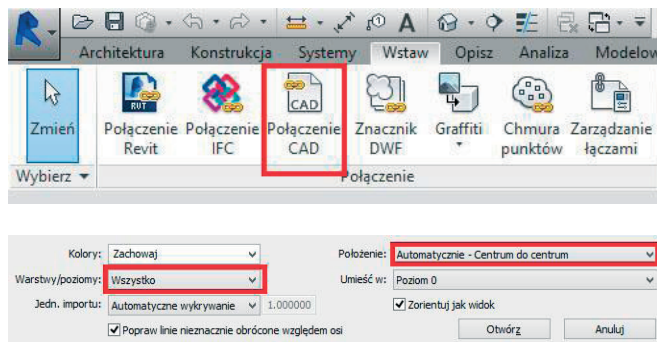 Architektura Konstrukcja Systemy Wstaw Opisz Analiza Modelow
RVT CAD
Zmień Połączenie Połączenie Połączenie Znacznik Graffiti Chmura Zarządzanie
Revit IFC CAD DWF punktów łączami
Wybierz Połączenie
Kolory: Zachowaj Położenie: Automatycznie - Centrum do centrum
Warstwy/poziomy: Wszystko Umieść w: Poziom 0
Jedn. importu: Automatyczne wykrywanie 1.000000 Zorientuj jak widok
Popraw linie nieznacznie obrócone względem osi Otwórz Anuluj